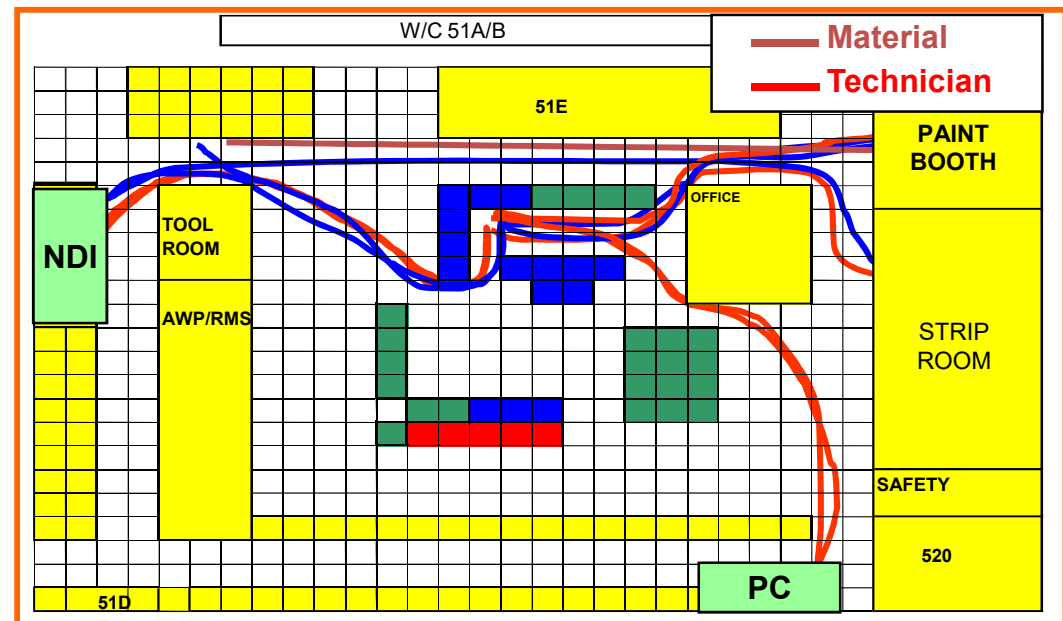 W/C 51A/B
Material
Technician
51E
PAINT
BOOTH
OFFICE
TOOL
ROOM
NDI
AWP/RMS
STRIP
ROOM
SAFETY
520
PC
51D